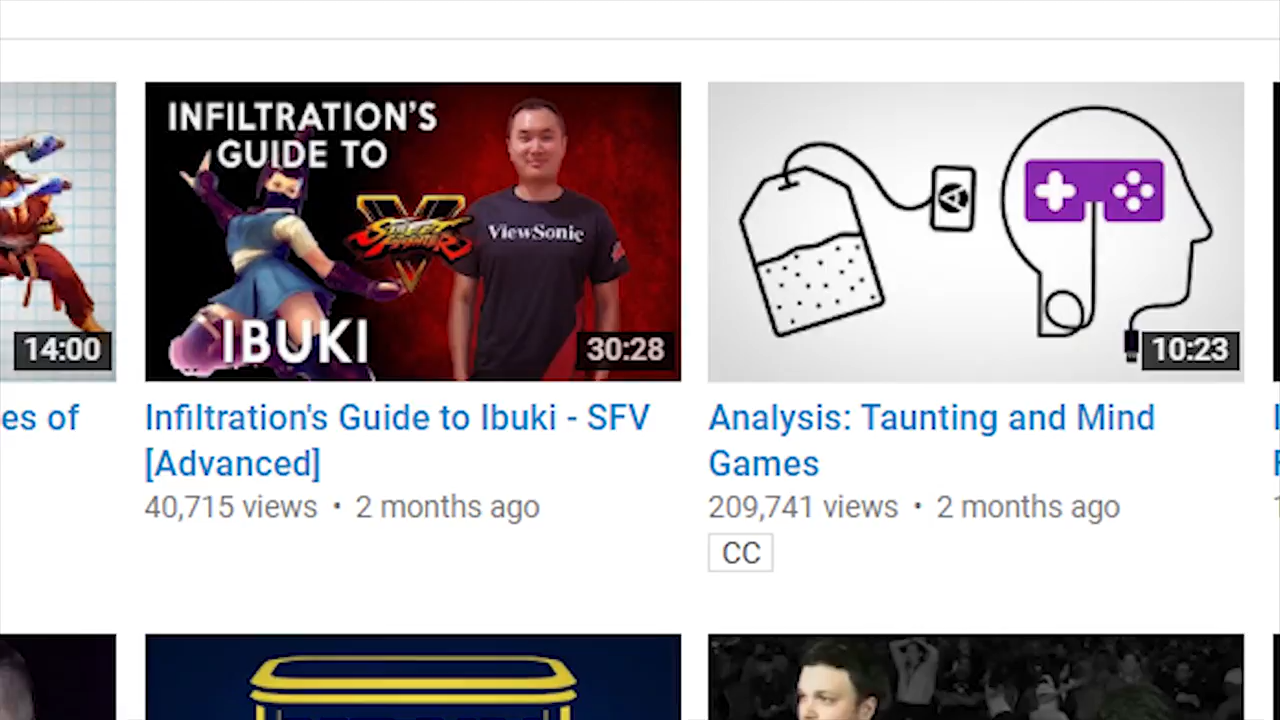 INFILTRATION'S
GUIDE TO
V
STREET FIGHTER
ViewSonic
IBUKI
14:00
30:28
10:23
es of
Infiltration's Guide to Ibuki - SFV
[Advanced]
40,715 views • 2 months ago
Analysis: Taunting and Mind
Games
209,741 views • 2 months ago
CC